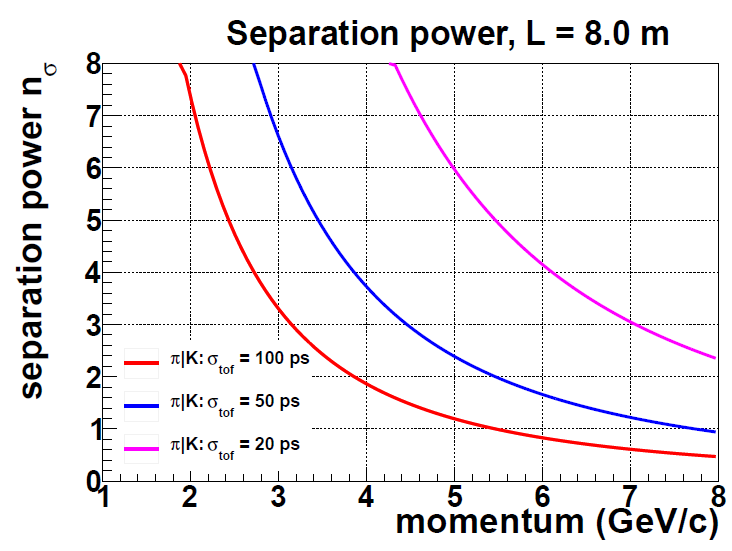 Separation power, L = 8.0 m
separation power nσ
8
7
6
5
4
3
2
1
0
π|K: σtof = 100 ps
π|K: σtof = 50 ps
π|K: σtof = 20 ps
1 2 3 4 5 6 7 8
momentum (GeV/c)